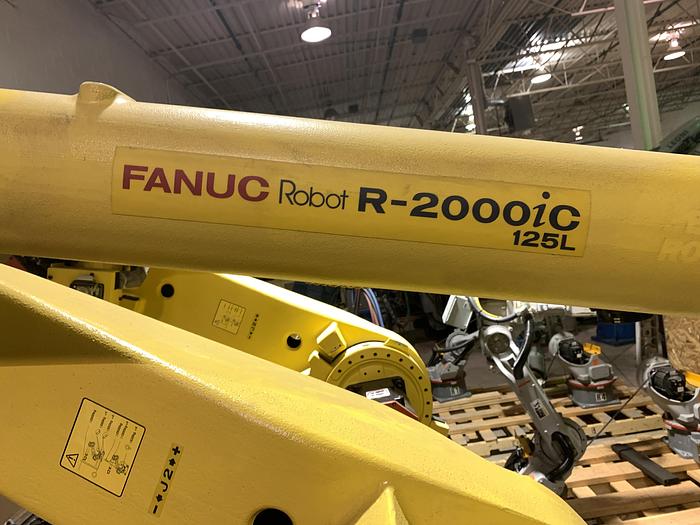 FANUC Robot R-2000iC
125L
-◆J2◆+